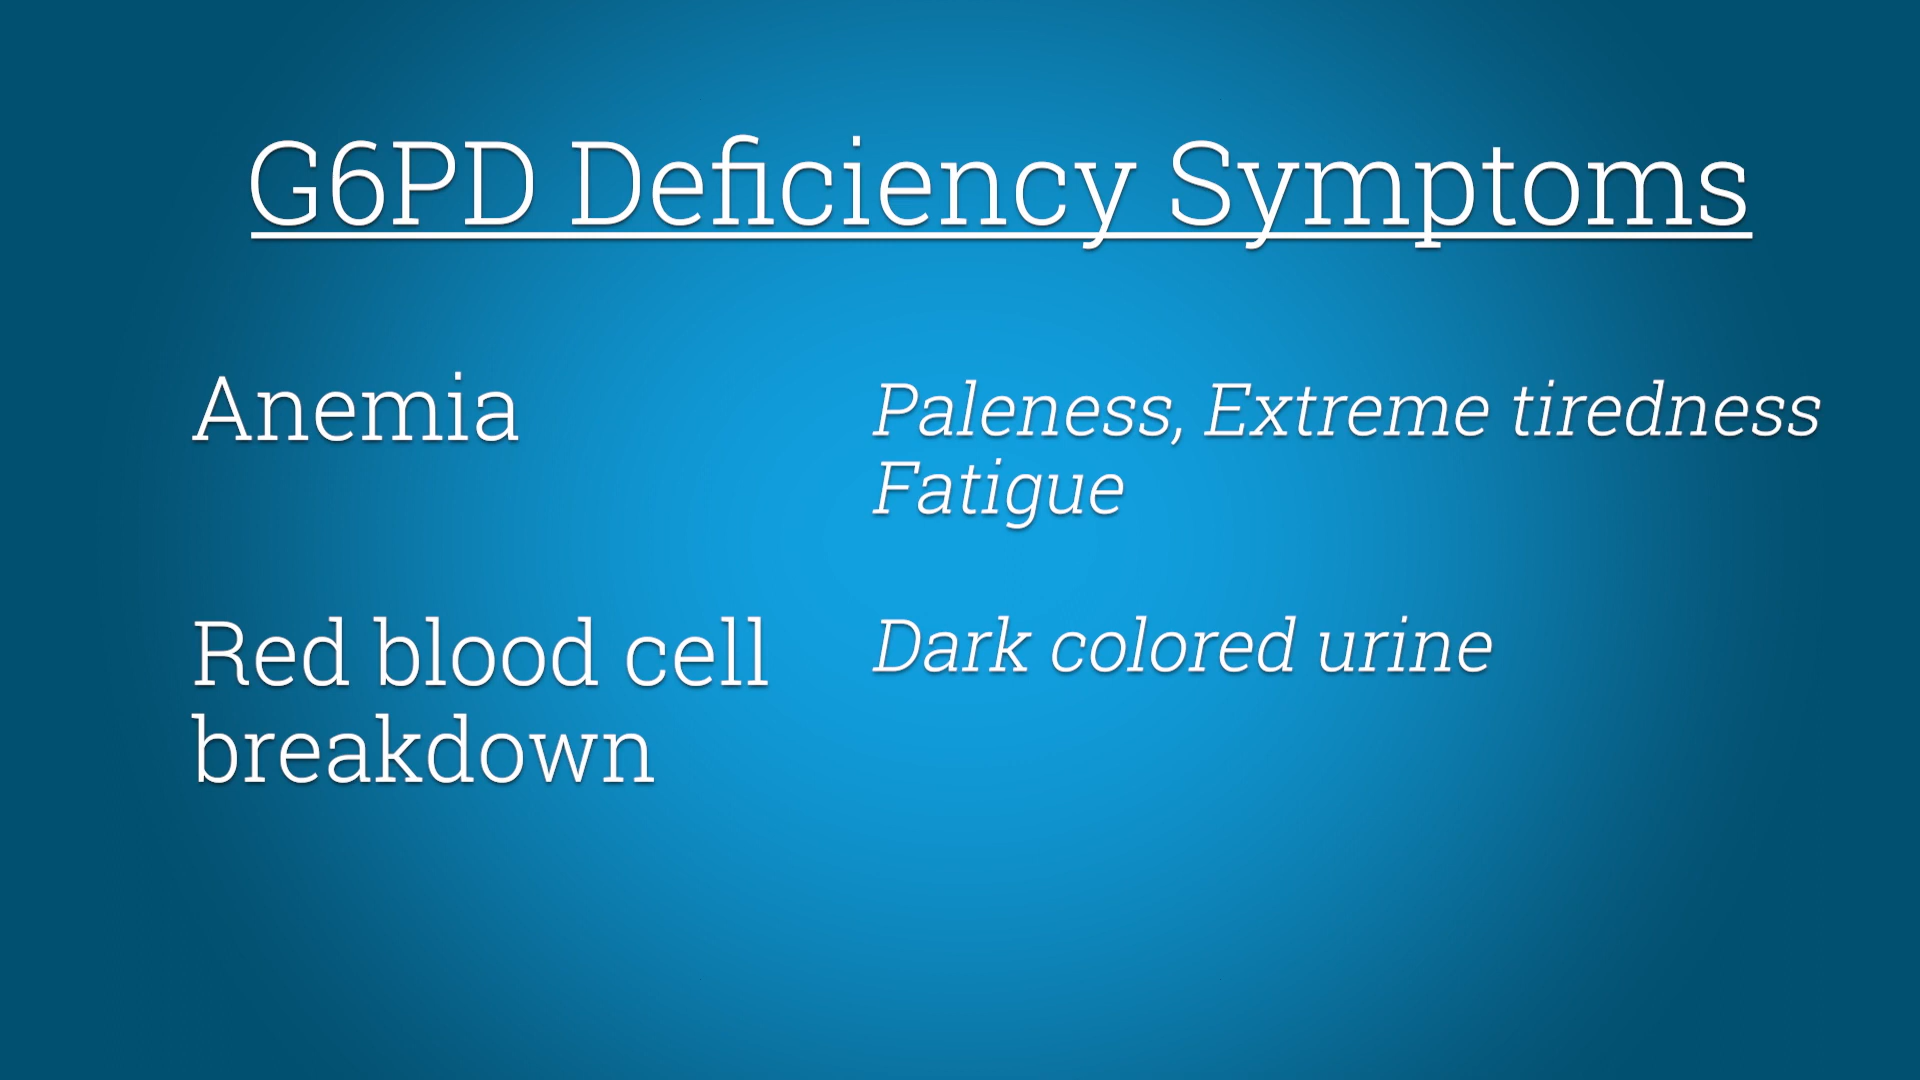 G6PD Deficiency Symptoms
Anemia
Paleness, Extreme tiredness
Fatigue
Red blood cell
breakdown
Dark colored urine